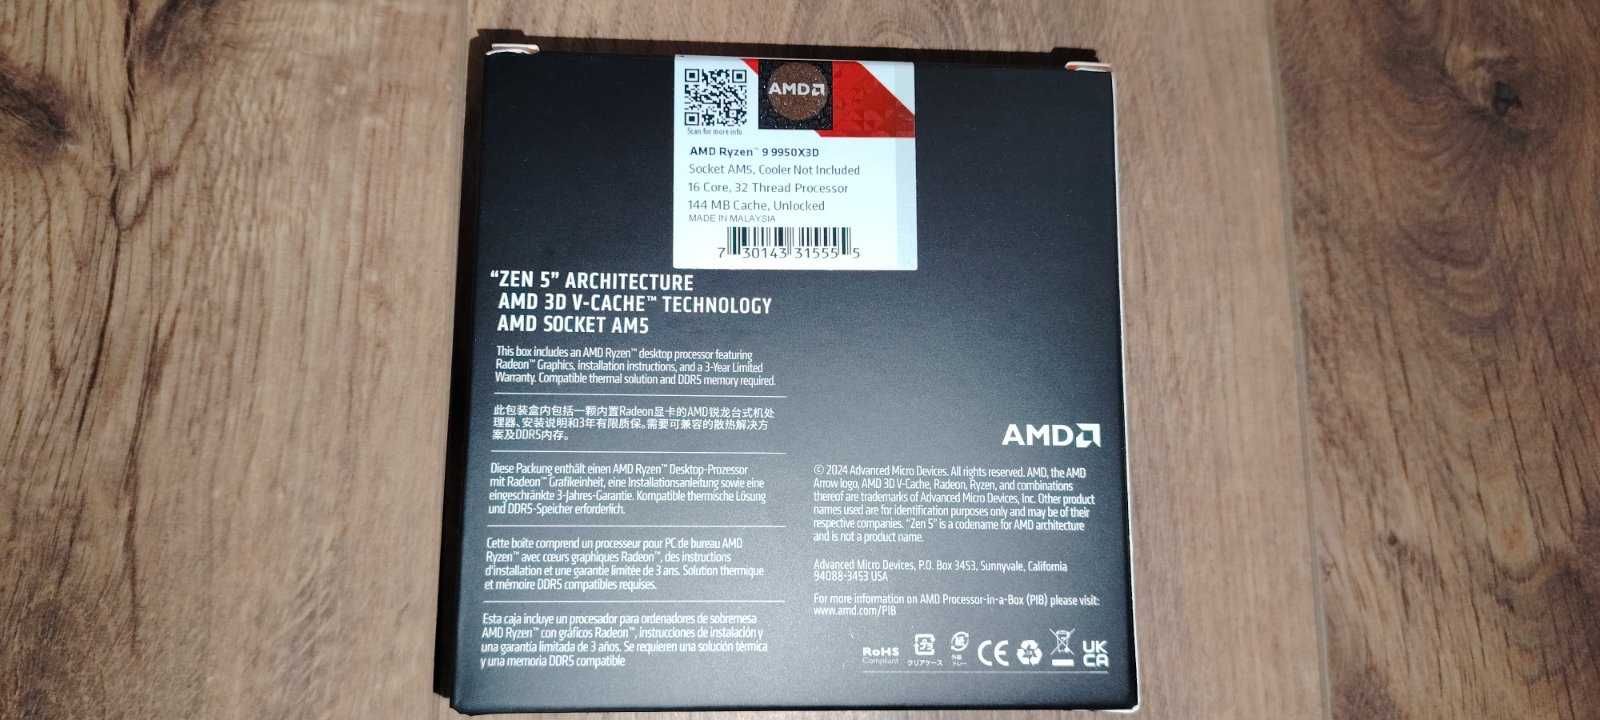 AMD
Scan for more info
AMD Ryzen™ 9 9950X3D
Socket AM5, Cooler Not Included
16 Core, 32 Thread Processor
144 MB Cache, Unlocked
MADE IN MALAYSIA
7 30143 31555 5
“ZEN 5” ARCHITECTURE
AMD 3D V-CACHE™ TECHNOLOGY
AMD SOCKET AM5
This box includes an AMD Ryzen™ desktop processor featuring
Radeon™ Graphics, installation instructions, and a 3-Year Limited
Warranty. Compatible thermal solution and DDR5 memory required.
此包装盒内包括一颗内置Radeon显卡的AMD锐龙台式机处
理器、安装说明和3年有限质保。需要可兼容的散热解决方
案及DDR5内存。
Diese Packung enthält einen AMD Ryzen™ Desktop-Prozessor
mit Radeon™ Grafikeinheit, eine Installationsanleitung sowie eine
eingeschränkte 3-Jahres-Garantie. Kompatible thermische Lösung
und DDR5-Speicher erforderlich.
Cette boîte comprend un processeur pour PC de bureau AMD
Ryzen™ avec cœurs graphiques Radeon™, des instructions
d'installation et une garantie limitée de 3 ans. Solution thermique
et mémoire DDR5 compatibles requises.
Esta caja incluye un procesador para ordenadores de sobremesa
AMD Ryzen™ con gráficos Radeon™, instrucciones de instalación y
una garantía limitada de 3 años. Se requieren una solución térmica
y una memoria DDR5 compatible
AMD
© 2024 Advanced Micro Devices. All rights reserved. AMD, the AMD
Arrow logo, AMD 3D V-Cache, Radeon, Ryzen, and combinations
thereof are trademarks of Advanced Micro Devices, Inc. Other product
names used are for identification purposes only and may be of their
respective companies. “Zen 5” is a codename for AMD architecture
and is not a product name.
Advanced Micro Devices, P.O. Box 3453, Sunnyvale, California
94088-3453 USA
For more information on AMD Processor-in-a-Box (PIB) please visit:
www.amd.com/PIB
RoHS
Compliant
プラ
クリアケース
紙
外箱
トレー
CE
UK
CA